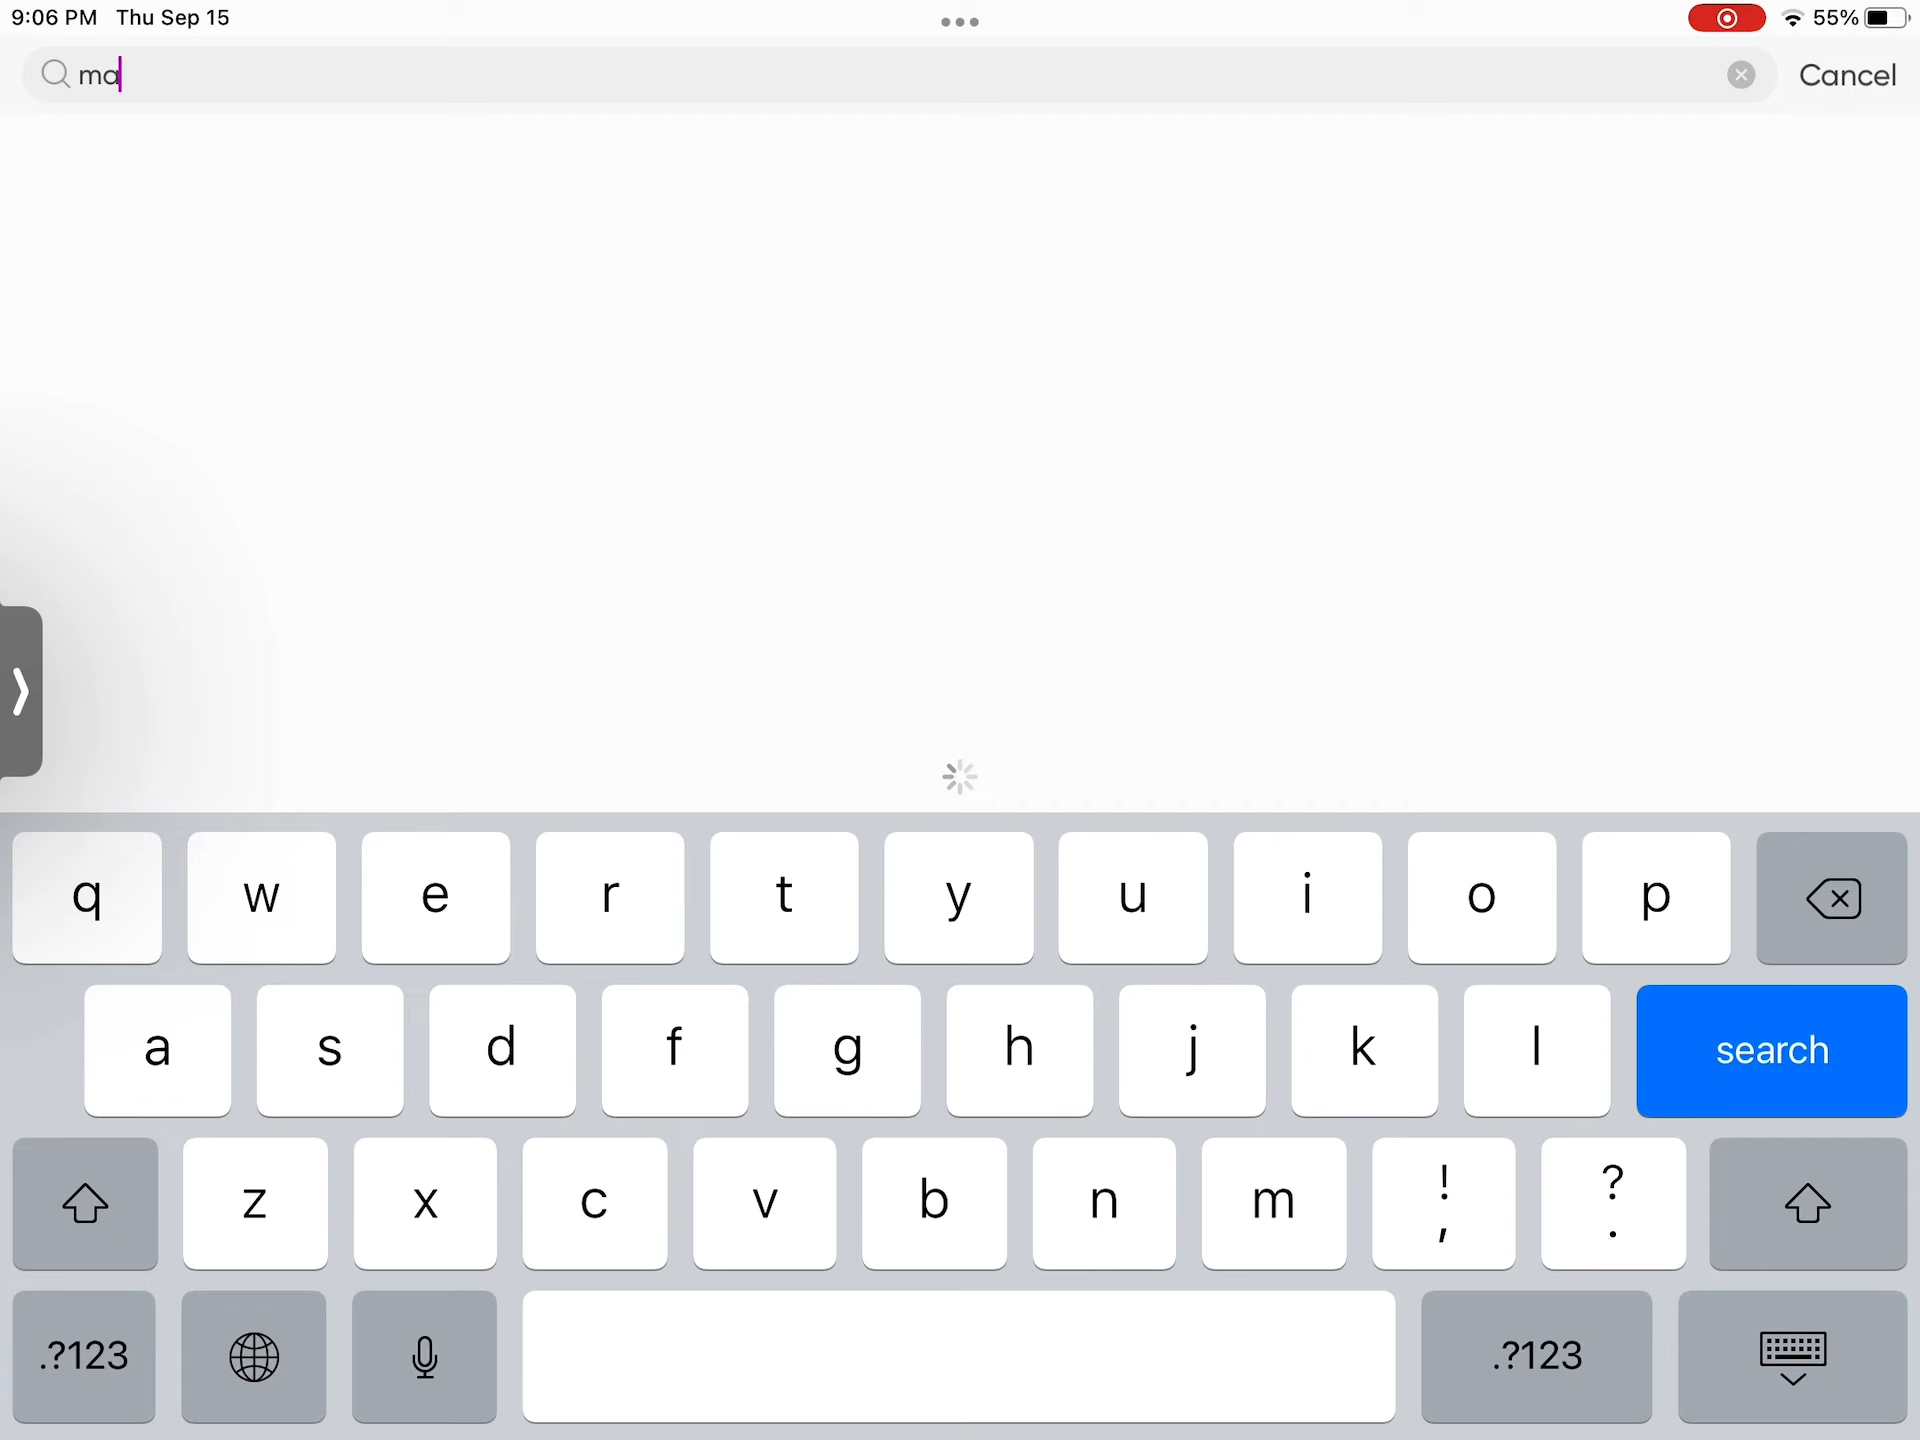 9:06 PM Thu Sep 15
55%
ma
Cancel
q w e r t y u i o p
a s d f g h j k l search
z x c v b n m ! , ? .
.?123 .?123